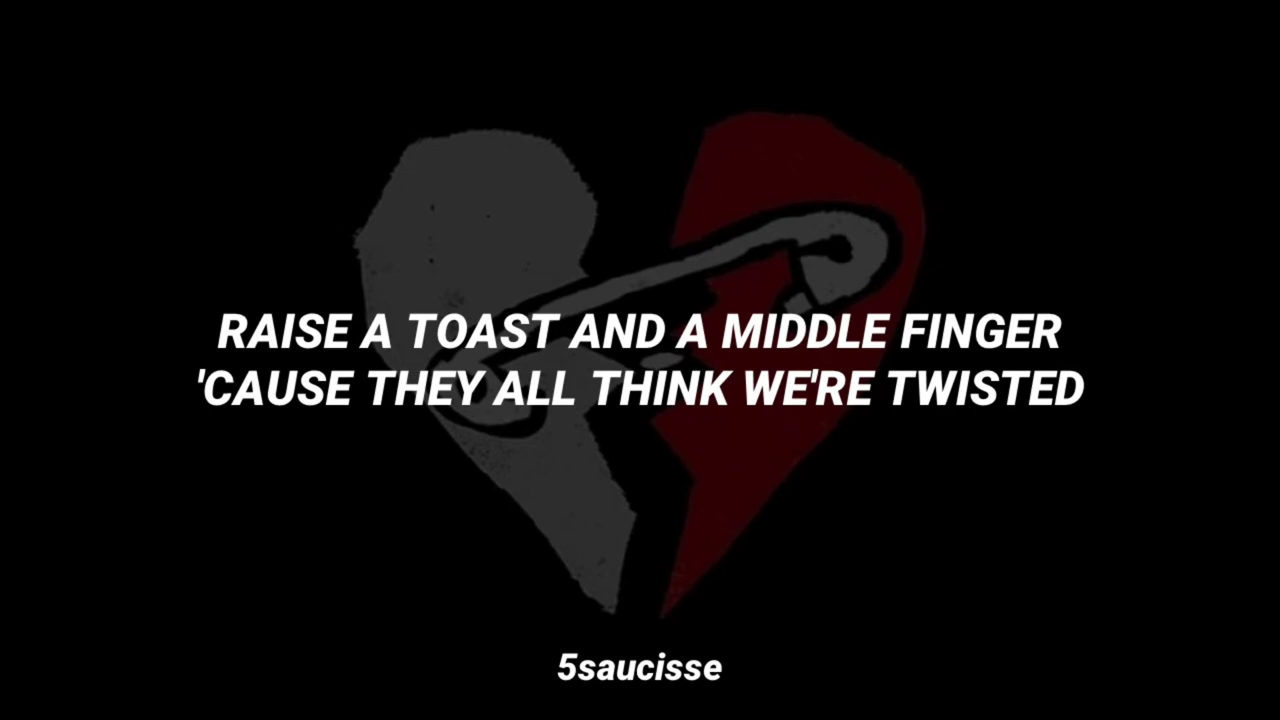 RAISE A TOAST AND A MIDDLE FINGER
'CAUSE THEY ALL THINK WE'RE TWISTED
5saucisse